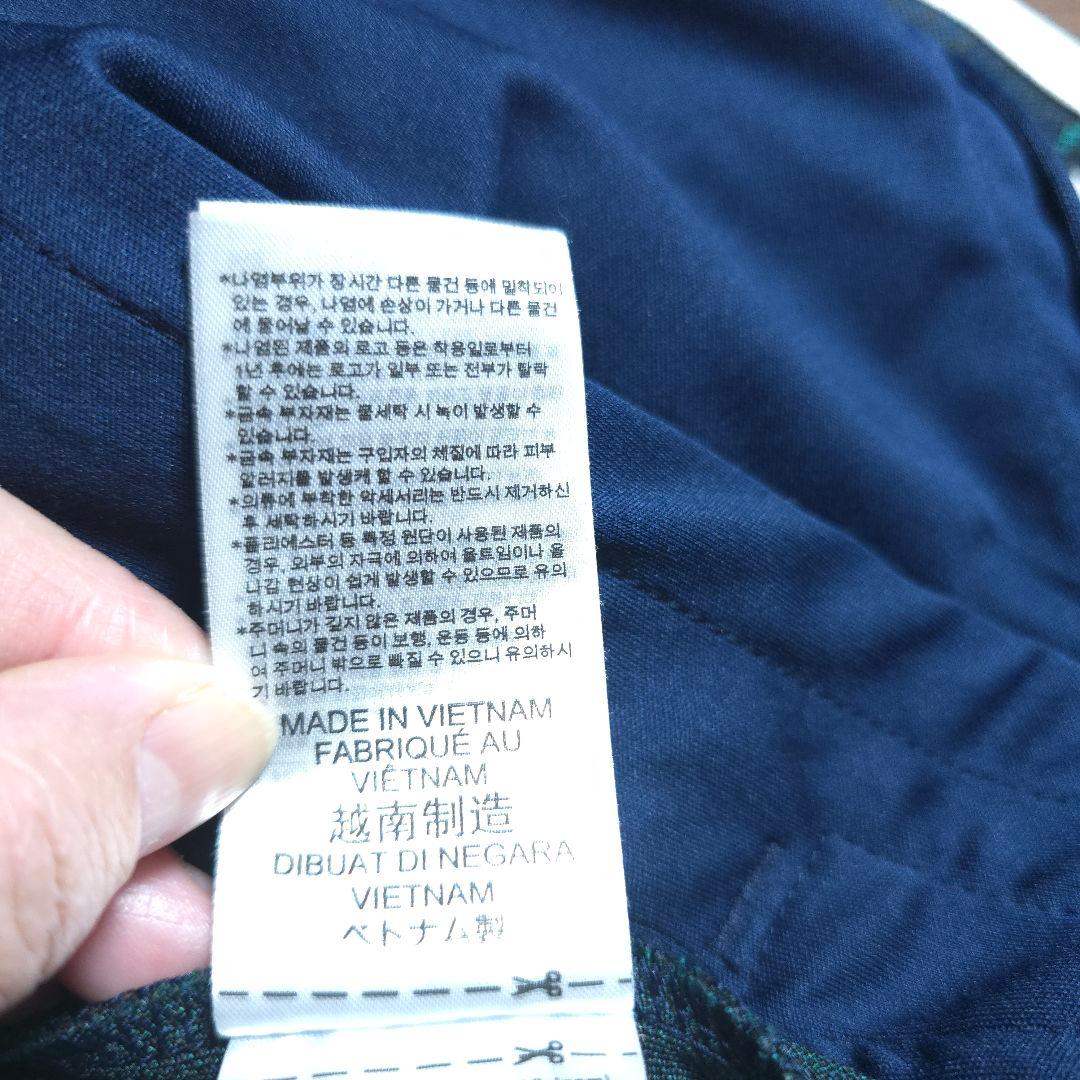 *나염부위가 장시간 다른 물건 등에 밀착되어
있는 경우, 나염에 손상이 가거나 다른 물건
에 묻어날 수 있습니다.
*나염된 제품의 로고 등은 착용일로부터
1년 후에는 로고가 일부 또는 전부가 탈락
할 수 있습니다.
*금속 부자재는 물세탁 시 녹이 발생할 수
있습니다.
*금속 부자재는 구입자의 체질에 따라 피부
알러지를 발생케 할 수 있습니다.
*의류에 부착한 악세서리는 반드시 제거하신
후 세탁하시기 바랍니다.
*폴리에스터 등 특정 원단이 사용된 제품의
경우, 외부의 자극에 의하여 올트임이나 올
니김 현상이 쉽게 발생할 수 있으므로 유의
하시기 바랍니다.
*주머니가 깊지 않은 제품의 경우, 주머
니 속의 물건 등이 보행, 운동 등에 의하
여 주머니 밖으로 빠질 수 있으니 유의하시
기 바랍니다.
MADE IN VIETNAM
FABRIQUÉ AU
VIÊTNAM
越南制造
DIBUAT DI NEGARA
VIETNAM
ベトナム製